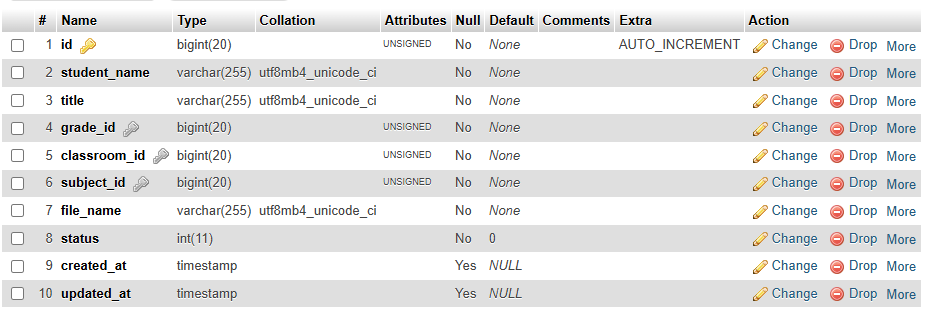 # Name Type Collation Attributes Null Default Comments Extra Action
1 id bigint(20) UNSIGNED No None AUTO_INCREMENT Change Drop More
2 student_name varchar(255) utf8mb4_unicode_ci No None Change Drop More
3 title varchar(255) utf8mb4_unicode_ci No None Change Drop More
4 grade_id bigint(20) UNSIGNED No None Change Drop More
5 classroom_id bigint(20) UNSIGNED No None Change Drop More
6 subject_id bigint(20) UNSIGNED No None Change Drop More
7 file_name varchar(255) utf8mb4_unicode_ci No None Change Drop More
8 status int(11) No 0 Change Drop More
9 created_at timestamp Yes NULL Change Drop More
10 updated_at timestamp Yes NULL Change Drop More